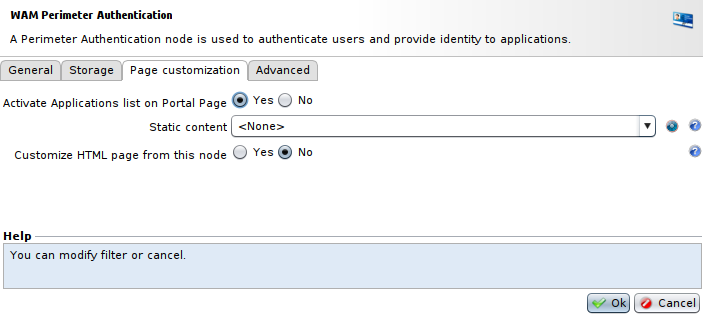 WAM Perimeter Authentication
A Perimeter Authentication node is used to authenticate users and provide identity to applications.
General Storage Page customization Advanced
Activate Applications list on Portal Page Yes No
Static content <None>
Customize HTML page from this node Yes No
Help
You can modify filter or cancel.
Ok Cancel